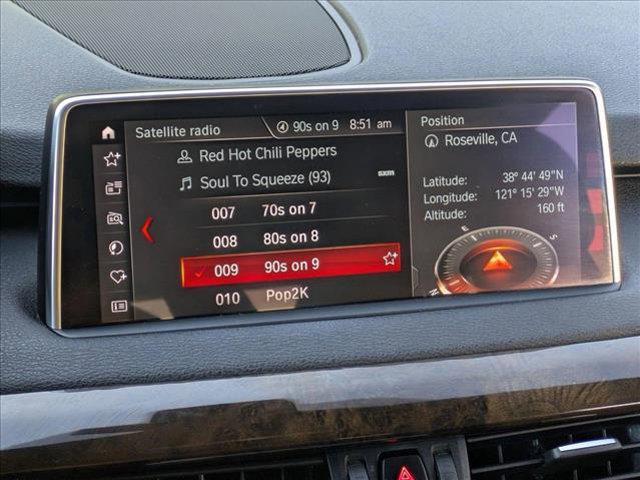 Satellite radio
90s on 9 8:51 am
Red Hot Chili Peppers
Soul To Squeeze (93)
sxm
007 70s on 7
008 80s on 8
009 90s on 9
010 Pop2K
Position
Roseville, CA
Latitude: 38° 44' 49"N
Longitude: 121° 15' 29"W
Altitude: 160 ft
E
S
N